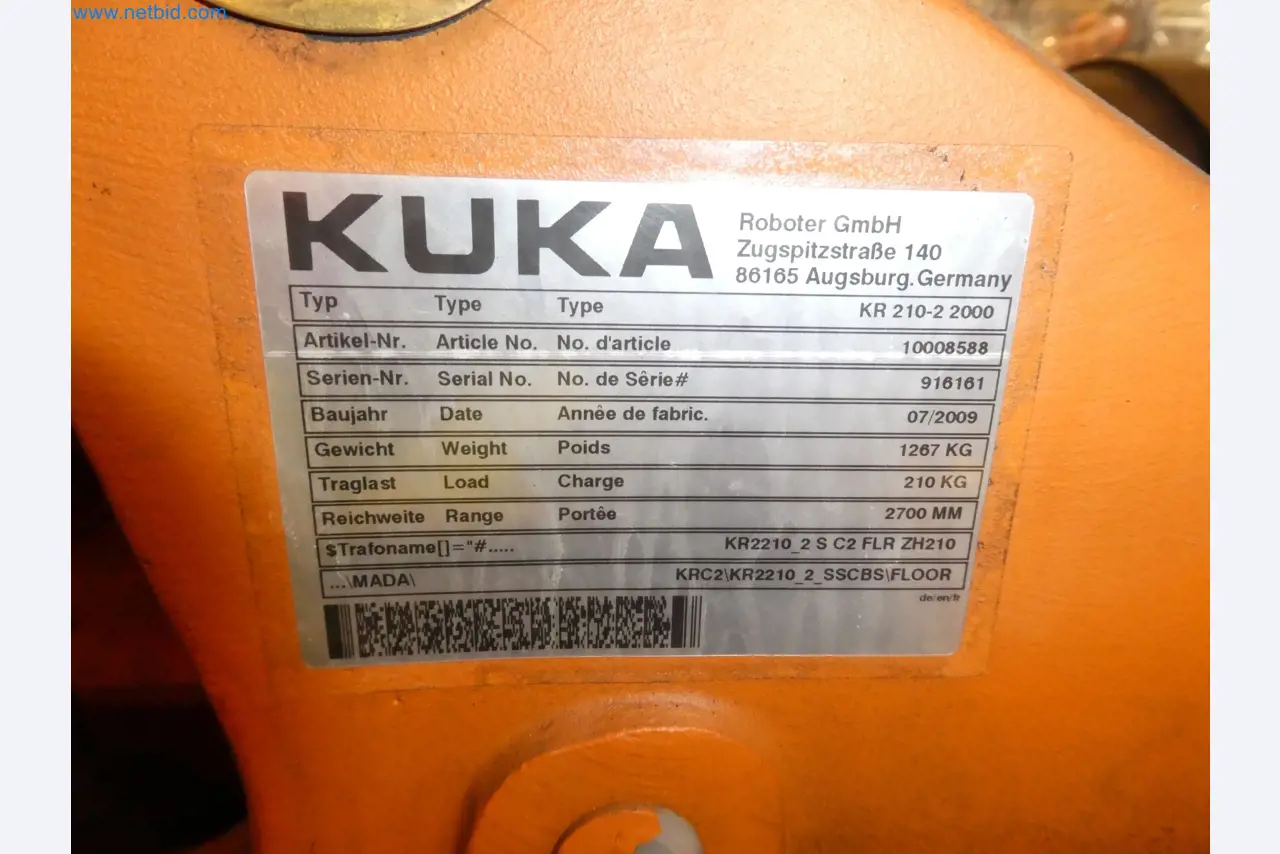 www.netbid.com
KUKA
Roboter GmbH
Zugspitzstraße 140
86165 Augsburg.Germany
Typ Type Type KR 210-2 2000
Artikel-Nr. Article No. No. d'article 10008588
Serien-Nr. Serial No. No. de Sêrie# 916161
Baujahr Date Annêe de fabric. 07/2009
Gewicht Weight Poids 1267 KG
Traglast Load Charge 210 KG
Reichweite Range Portêe 2700 MM
$Trafoname[]="#..... KR2210_2 S C2 FLR ZH210
...\MADA\ KRC2\KR2210_2_SSCBS\FLOOR
de/en/fr